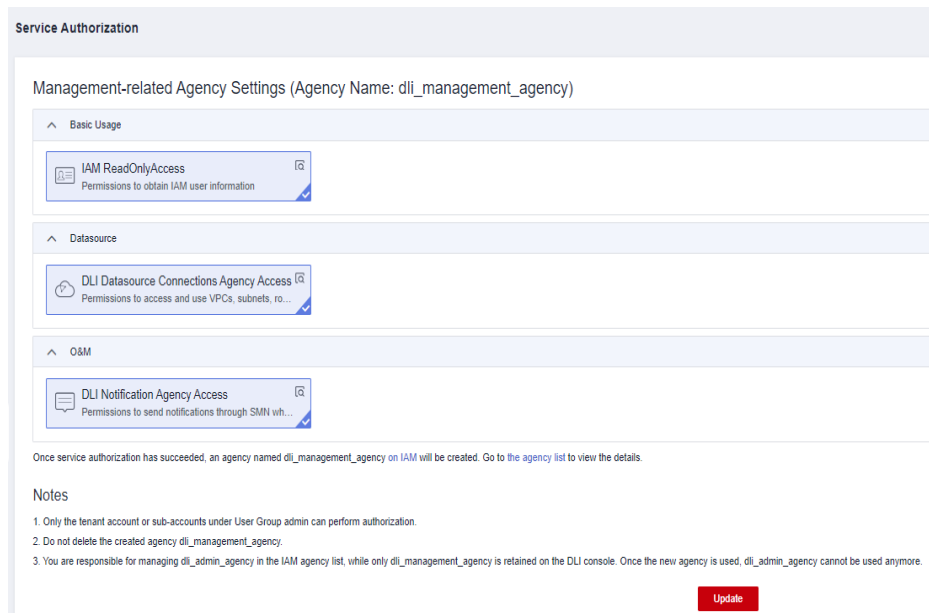 Service Authorization
Management-related Agency Settings (Agency Name: dli_management_agency)
Basic Usage
IAM ReadOnlyAccess
Permissions to obtain IAM user information
Datasource
DLI Datasource Connections Agency Access
Permissions to access and use VPCs, subnets, ro...
O&M
DLI Notification Agency Access
Permissions to send notifications through SMN wh...
Once service authorization has succeeded, an agency named dli_management_agency on IAM will be created. Go to the agency list to view the details.
Notes
1. Only the tenant account or sub-accounts under User Group admin can perform authorization.
2. Do not delete the created agency dli_management_agency.
3. You are responsible for managing dli_admin_agency in the IAM agency list, while only dli_management_agency is retained on the DLI console. Once the new agency is used, dli_admin_agency cannot be used anymore.
Update